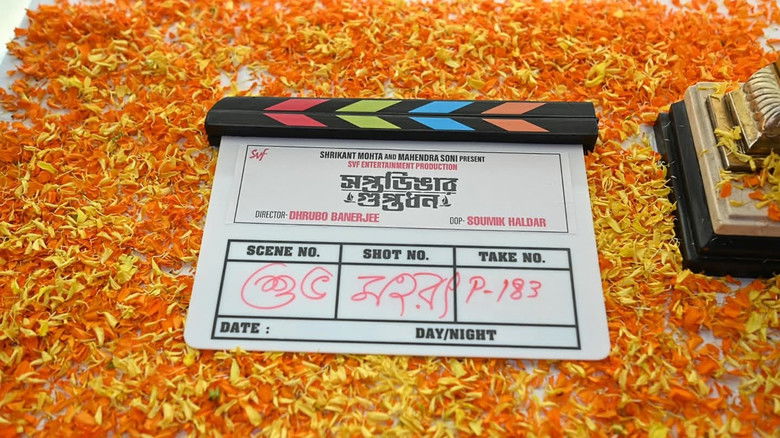 SVF SHRIKANT MOHTA AND MAHENDRA SONI PRESENT
SVF ENTERTAINMENT PRODUCTION
সপ্তডিঙার
গুপ্তধন
DIRECTOR- DHRUBO BANERJEE DOP- SOUMIK HALDAR
SCENE NO. SHOT NO. TAKE NO.
শুভ মহরৎ P-183
DATE : DAY/NIGHT